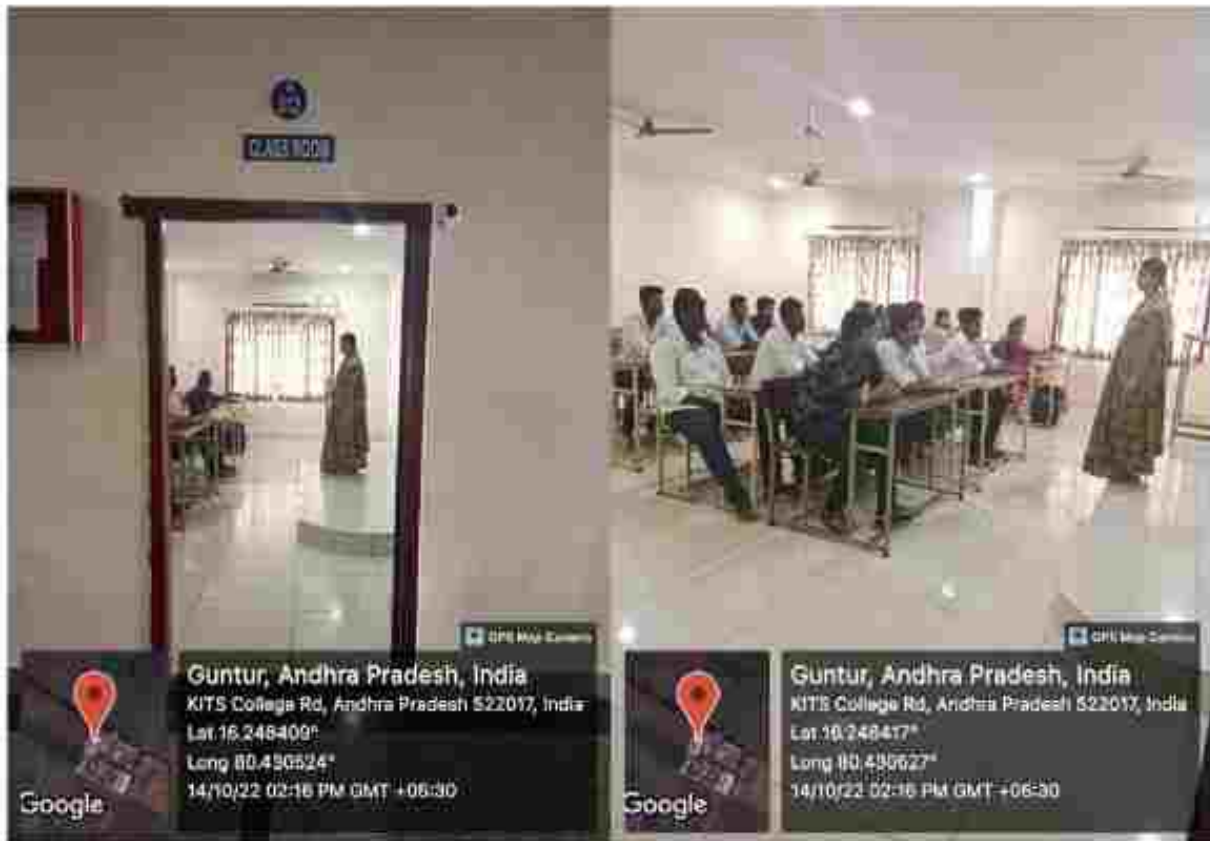 CLASS ROOM
GPS Map Camera
Guntur, Andhra Pradesh, India
KITS College Rd, Andhra Pradesh 522017, India
Lat 16.248409°
Long 80.430524°
14/10/22 02:16 PM GMT +05:30
Google
GPS Map Camera
Guntur, Andhra Pradesh, India
KITS College Rd, Andhra Pradesh 522017, India
Lat 16.248417°
Long 80.430527°
14/10/22 02:16 PM GMT +05:30
Google